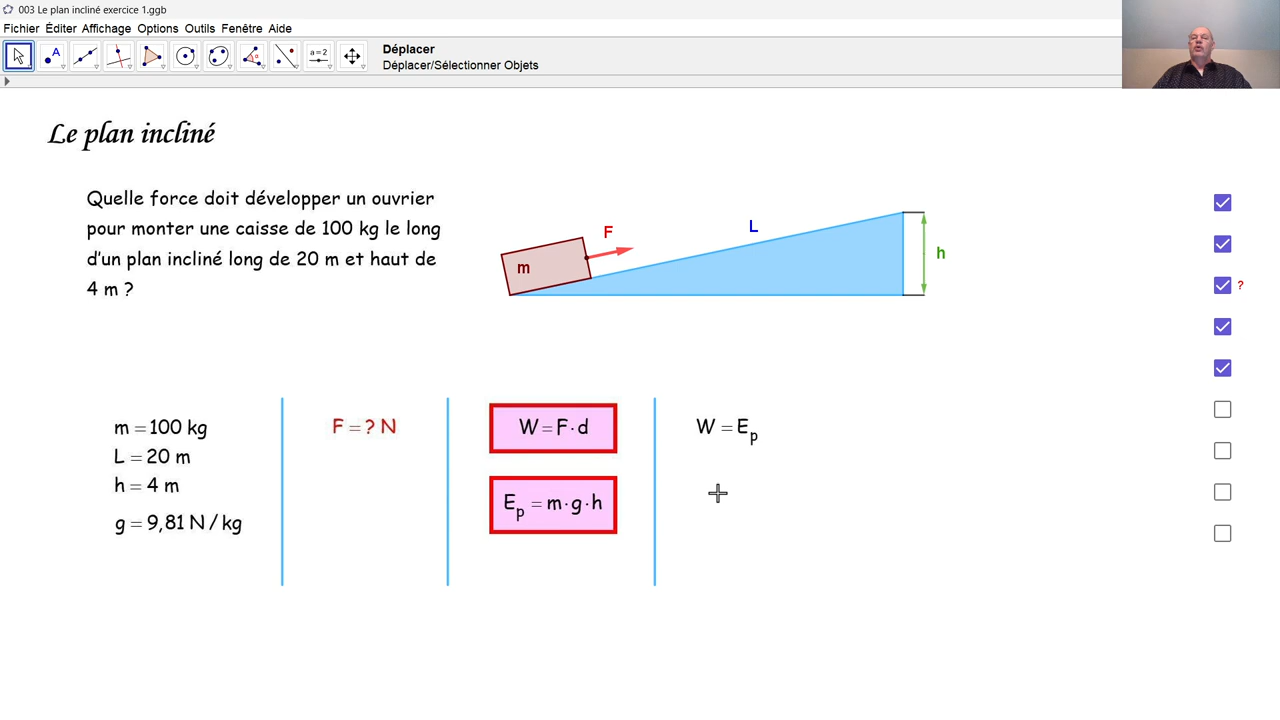 003 Le plan incliné exercice 1.ggb
Fichier Éditer Affichage Options Outils Fenêtre Aide
A
a=2
Déplacer
Déplacer/Sélectionner Objets
Le plan incliné
Quelle force doit développer un ouvrier
pour monter une caisse de 100 kg le long
d'un plan incliné long de 20 m et haut de
4 m ?
F
L
m
h
?
m = 100 kg
L = 20 m
h = 4 m
g = 9,81 N / kg
F = ? N
W = F · d
E_p = m · g · h
W = E_p